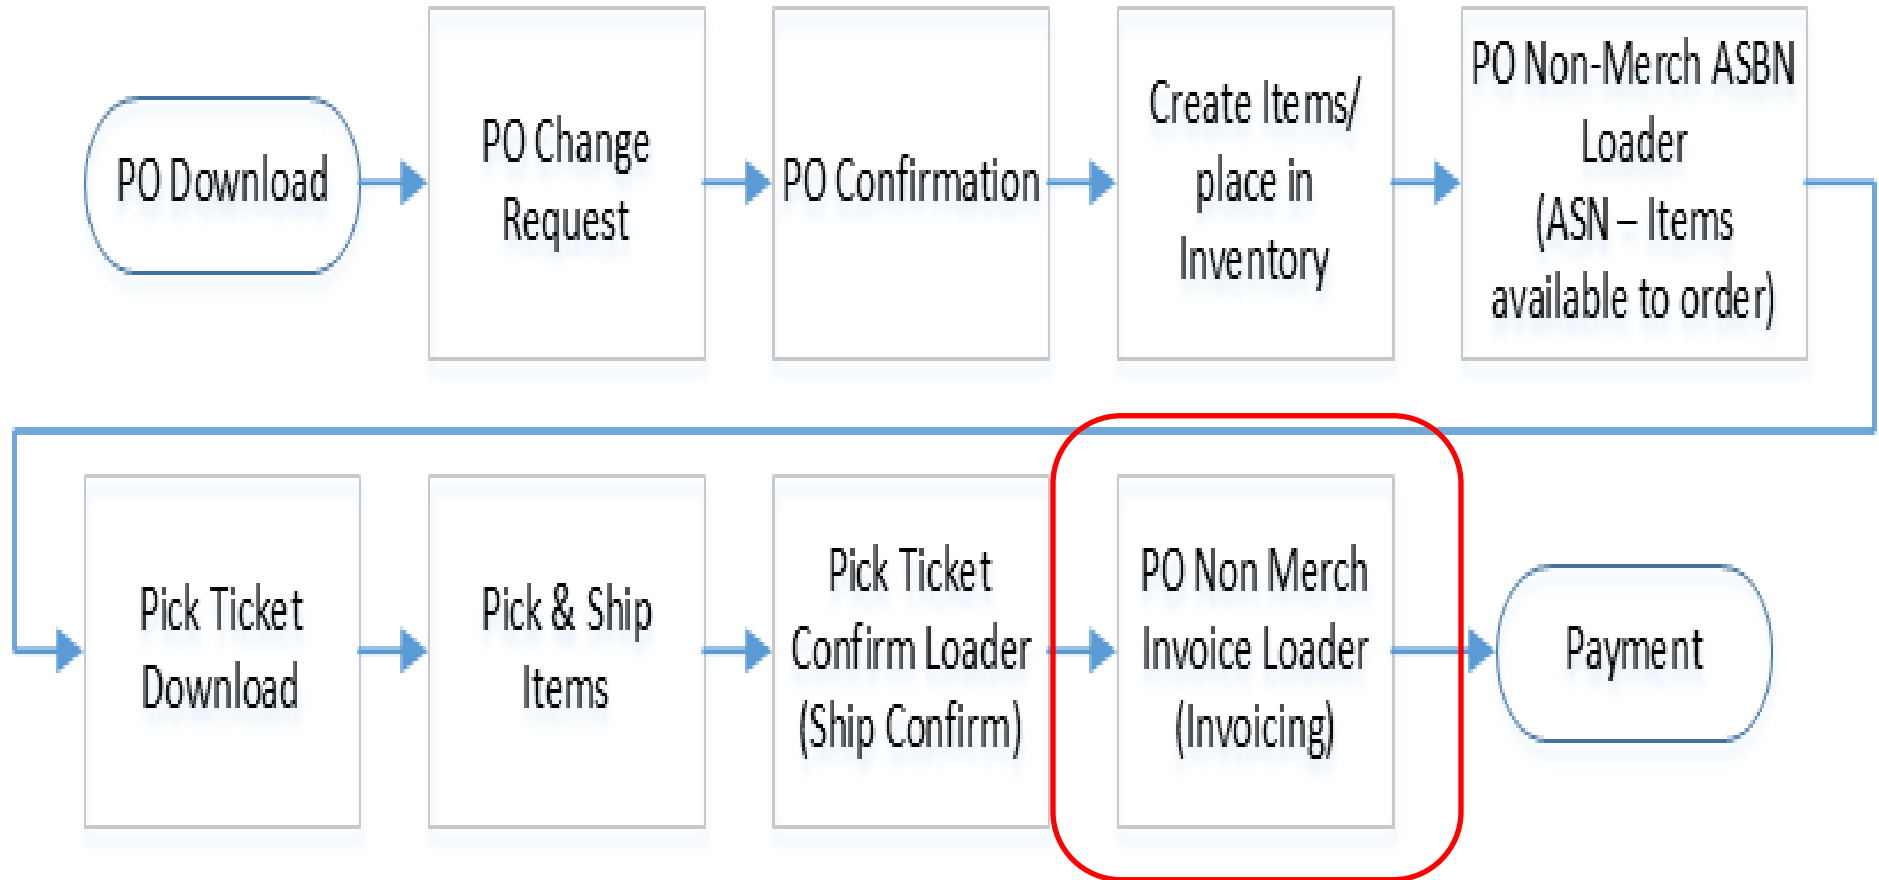 PO Download
PO Change
Request
PO Confirmation
Create Items/
place in
Inventory
PO Non-Merch ASBN
Loader
(ASN – Items
available to order)
Pick Ticket
Download
Pick & Ship
Items
Pick Ticket
Confirm Loader
(Ship Confirm)
PO Non Merch
Invoice Loader
(Invoicing)
Payment